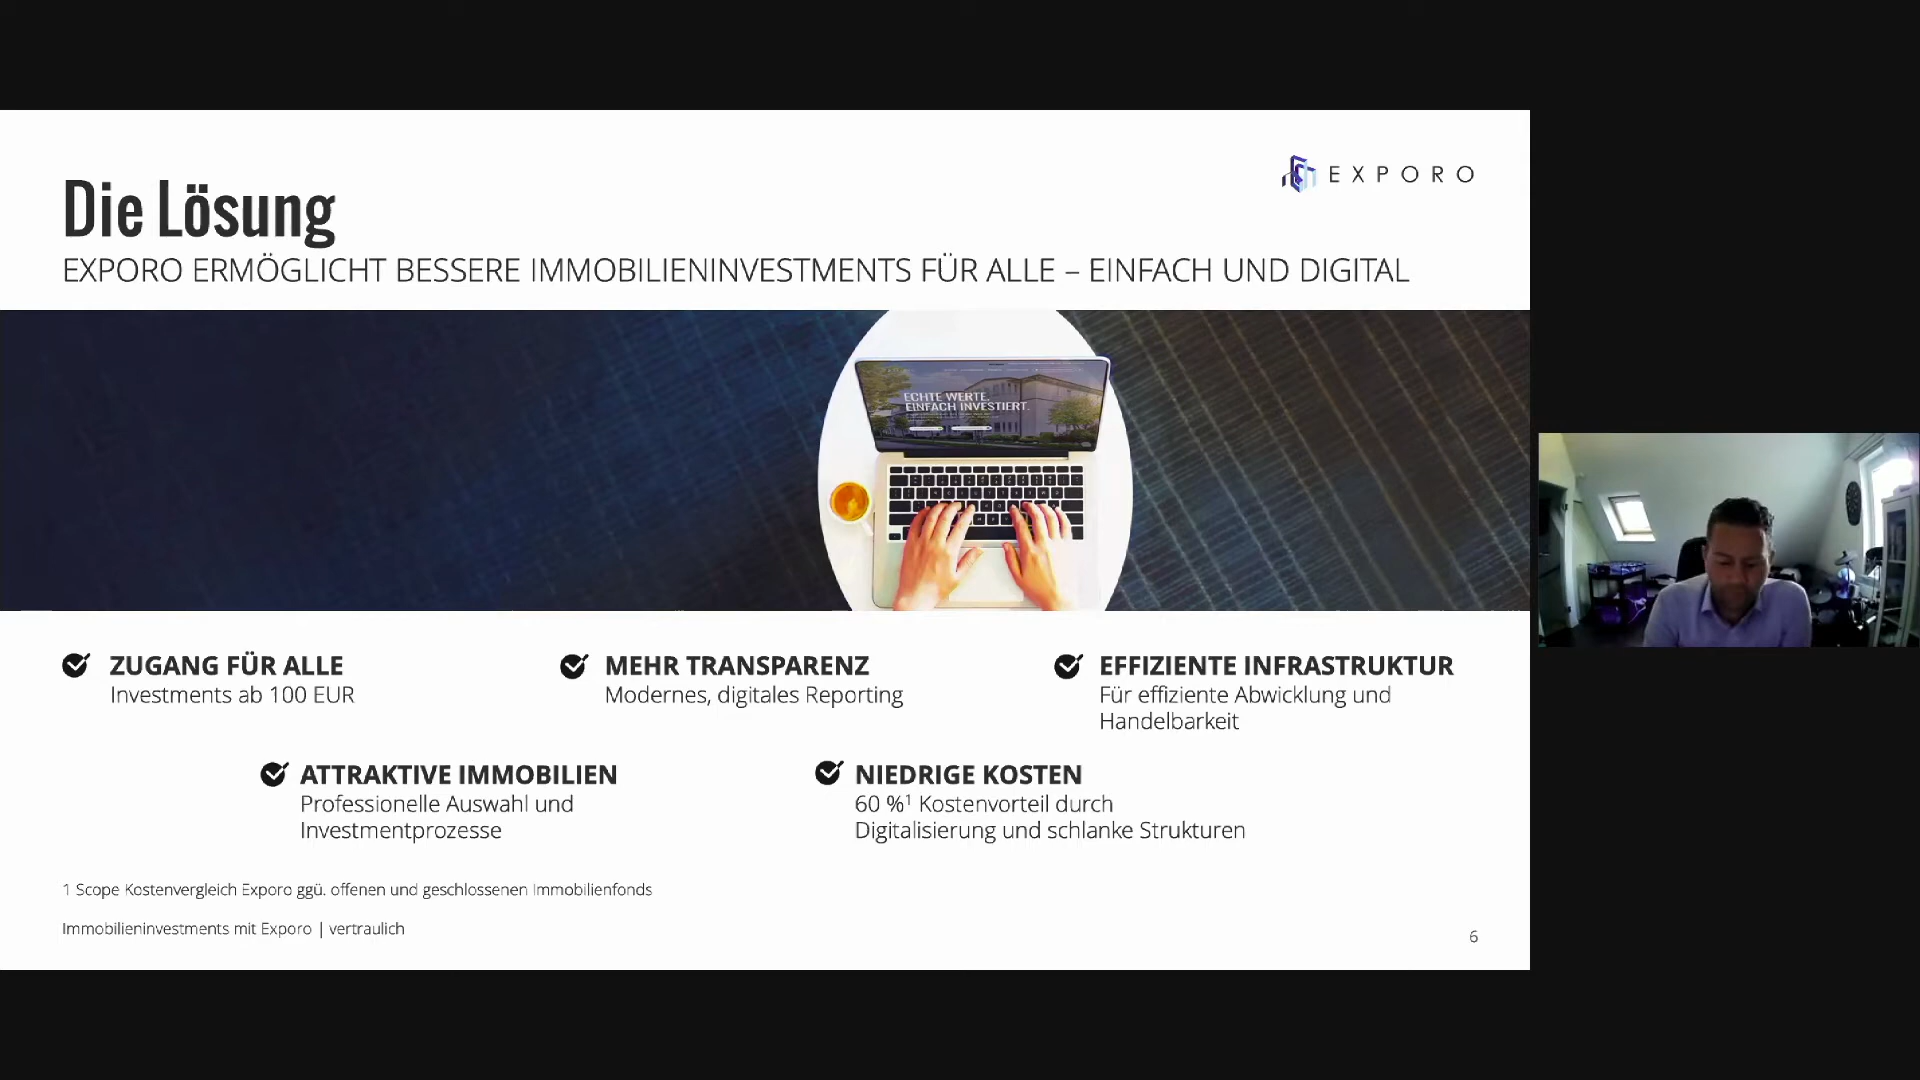 EXPORO
Die Lösung
EXPORO ERMÖGLICHT BESSERE IMMOBILIENINVESTMENTS FÜR ALLE – EINFACH UND DIGITAL
ECHTE WERTE.
EINFACH INVESTIERT.
ZUGANG FÜR ALLE
Investments ab 100 EUR
MEHR TRANSPARENZ
Modernes, digitales Reporting
EFFIZIENTE INFRASTRUKTUR
Für effiziente Abwicklung und
Handelbarkeit
ATTRAKTIVE IMMOBILIEN
Professionelle Auswahl und
Investmentprozesse
NIEDRIGE KOSTEN
60 %¹ Kostenvorteil durch
Digitalisierung und schlanke Strukturen
1 Scope Kostenvergleich Exporo ggü. offenen und geschlossenen Immobilienfonds
Immobilieninvestments mit Exporo | vertraulich
6